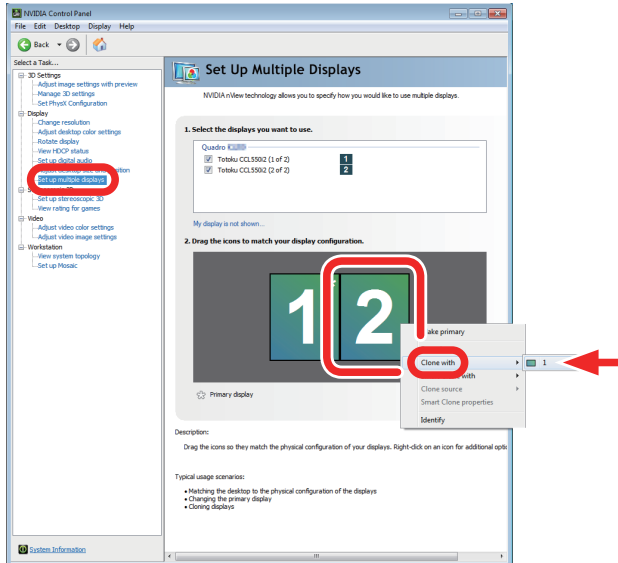 NVIDIA Control Panel
File Edit Desktop Display Help
Back
Select a Task...
3D Settings
Adjust image settings with preview
Manage 3D settings
Set PhysX Configuration
Display
Change resolution
Adjust desktop color settings
Rotate display
View HDCP status
Set up digital audio
Set up multiple displays
Set up stereoscopic 3D
View rating for games
Video
Adjust video color settings
Adjust video image settings
Workstation
View system topology
Set up Mosaic
System Information
Set Up Multiple Displays
NVIDIA nView technology allows you to specify how you would like to use multiple displays.
1. Select the displays you want to use.
Quadro
Totoku CCL550i2 (1 of 2) 1
Totoku CCL550i2 (2 of 2) 2
My display is not shown...
2. Drag the icons to match your display configuration.
1 2
primary
Clone with 1
with
Clone source
Smart Clone properties
Identify
Primary display
Description:
Drag the icons so they match the physical configuration of your displays. Right-click on an icon for additional optic
Typical usage scenarios:
• Matching the desktop to the physical configuration of the displays
• Changing the primary display
• Cloning displays